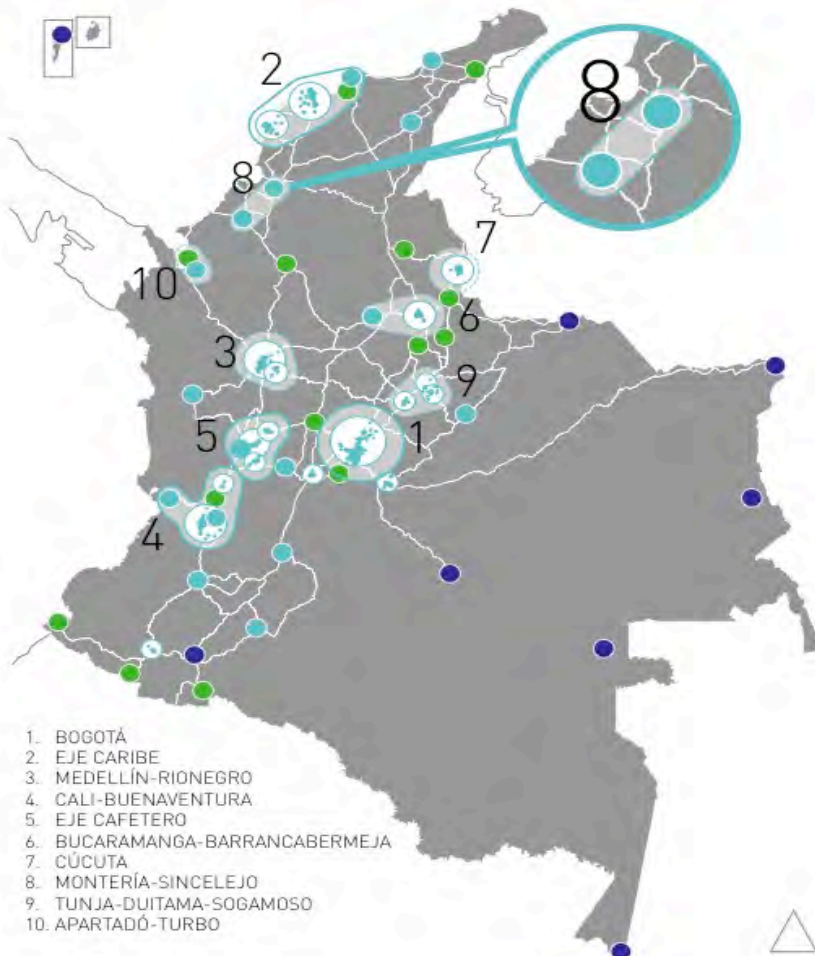 2
8
8
7
10
6
3
9
5
1
4
1. BOGOTÁ
2. EJE CARIBE
3. MEDELLÍN-RIONEGRO
4. CALI-BUENAVENTURA
5. EJE CAFETERO
6. BUCARAMANGA-BARRANCABERMEJA
7. CÚCUTA
8. MONTERÍA-SINCELEJO
9. TUNJA-DUITAMA-SOGAMOSO
10. APARTADÓ-TURBO